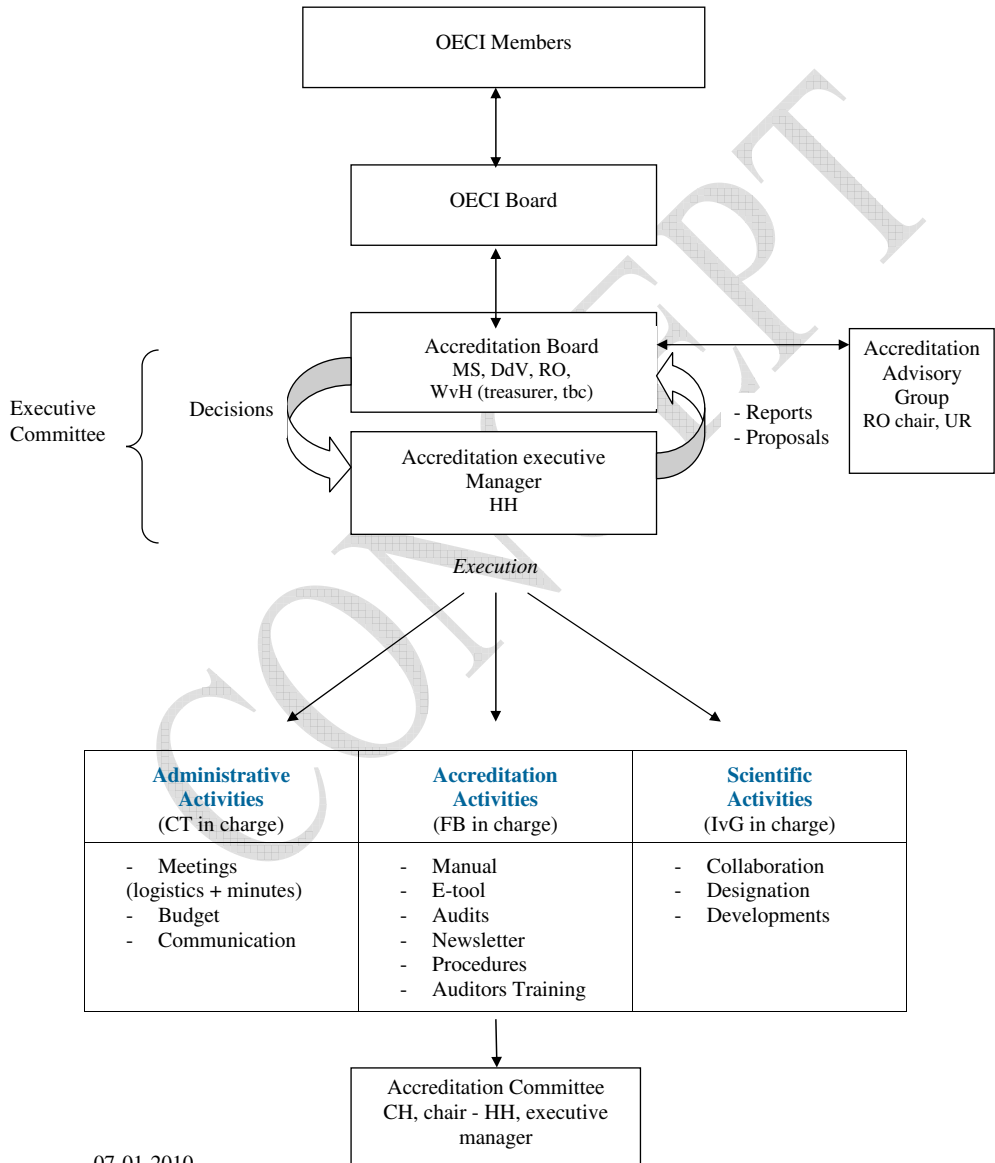 OECI Members
OECI Board
Accreditation Board
MS, DdV, RO,
WvH (treasurer, tbc)
Accreditation
Advisory
Group
RO chair, UR
Executive
Committee
Decisions
- Reports
- Proposals
Accreditation executive
Manager
HH
Execution
Administrative
Activities
(CT in charge)
Accreditation
Activities
(FB in charge)
Scientific
Activities
(IvG in charge)
- Meetings
(logistics + minutes)
- Budget
- Communication
- Manual
- E-tool
- Audits
- Newsletter
- Procedures
- Auditors Training
- Collaboration
- Designation
- Developments
Accreditation Committee
CH, chair - HH, executive
manager
07-01-2010
CONCEPT